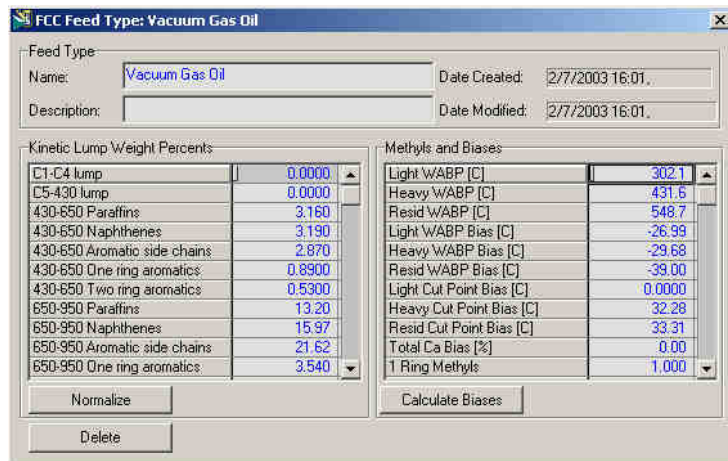 FCC Feed Type: Vacuum Gas Oil
Feed Type
Name: Vacuum Gas Oil Date Created: 2/7/2003 16:01,
Description: Date Modified: 2/7/2003 16:01,
Kinetic Lump Weight Percents
C1-C4 lump 0.0000
C5-430 lump 0.0000
430-650 Paraffins 3.160
430-650 Naphthenes 3.190
430-650 Aromatic side chains 2.870
430-650 One ring aromatics 0.8900
430-650 Two ring aromatics 0.5300
650-950 Paraffins 13.20
650-950 Naphthenes 15.97
650-950 Aromatic side chains 21.62
650-950 One ring aromatics 3.540
Normalize
Delete
Methyls and Biases
Light WABP [C] 302.1
Heavy WABP [C] 431.6
Resid WABP [C] 548.7
Light WABP Bias [C] -26.99
Heavy WABP Bias [C] -29.68
Resid WABP Bias [C] -39.00
Light Cut Point Bias [C] 0.0000
Heavy Cut Point Bias [C] 32.28
Resid Cut Point Bias [C] 33.31
Total Ca Bias [%] 0.00
1 Ring Methyls 1.000
Calculate Biases